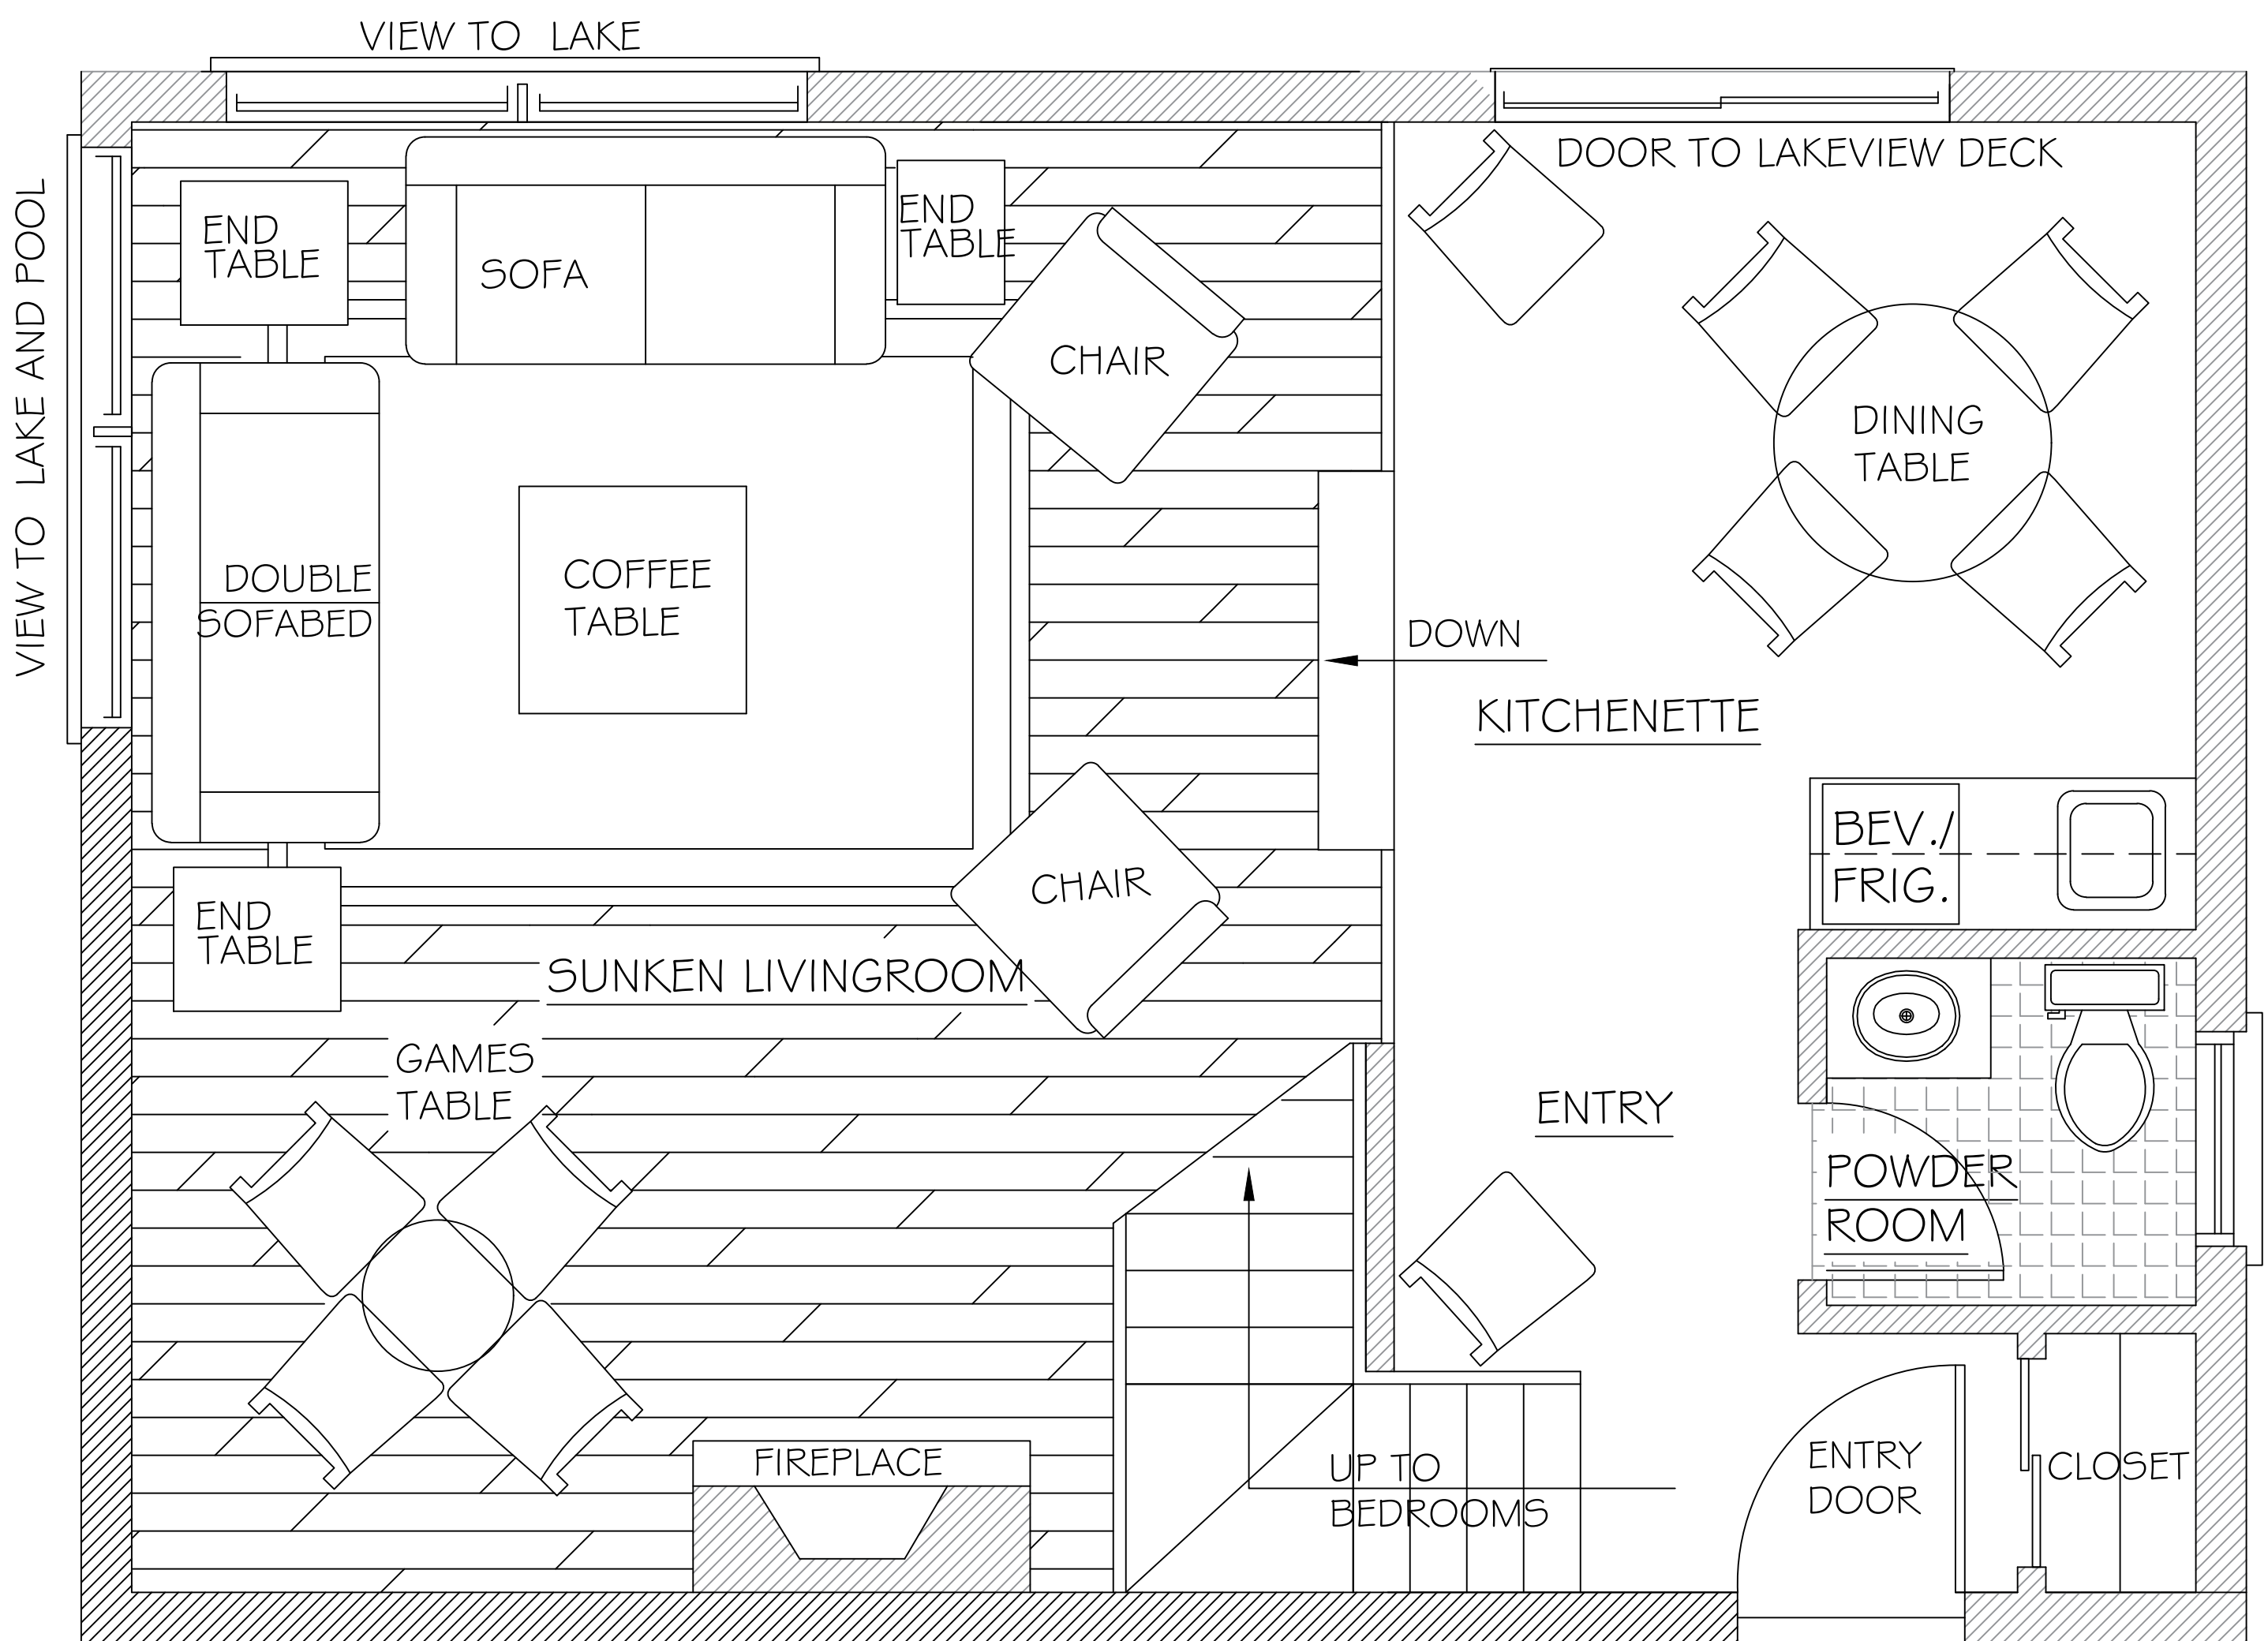 VIEW TO LAKE
VIEW TO LAKE AND POOL
DOOR TO LAKEVIEW DECK
END
TABLE
SOFA
END
TABLE
CHAIR
DINING
TABLE
DOUBLE
SOFABED
COFFEE
TABLE
DOWN
KITCHENETTE
BEV./
FRIG.
CHAIR
END
TABLE
SUNKEN LIVINGROOM
GAMES
TABLE
ENTRY
POWDER
ROOM
FIREPLACE
UP TO
BEDROOMS
ENTRY
DOOR
CLOSET